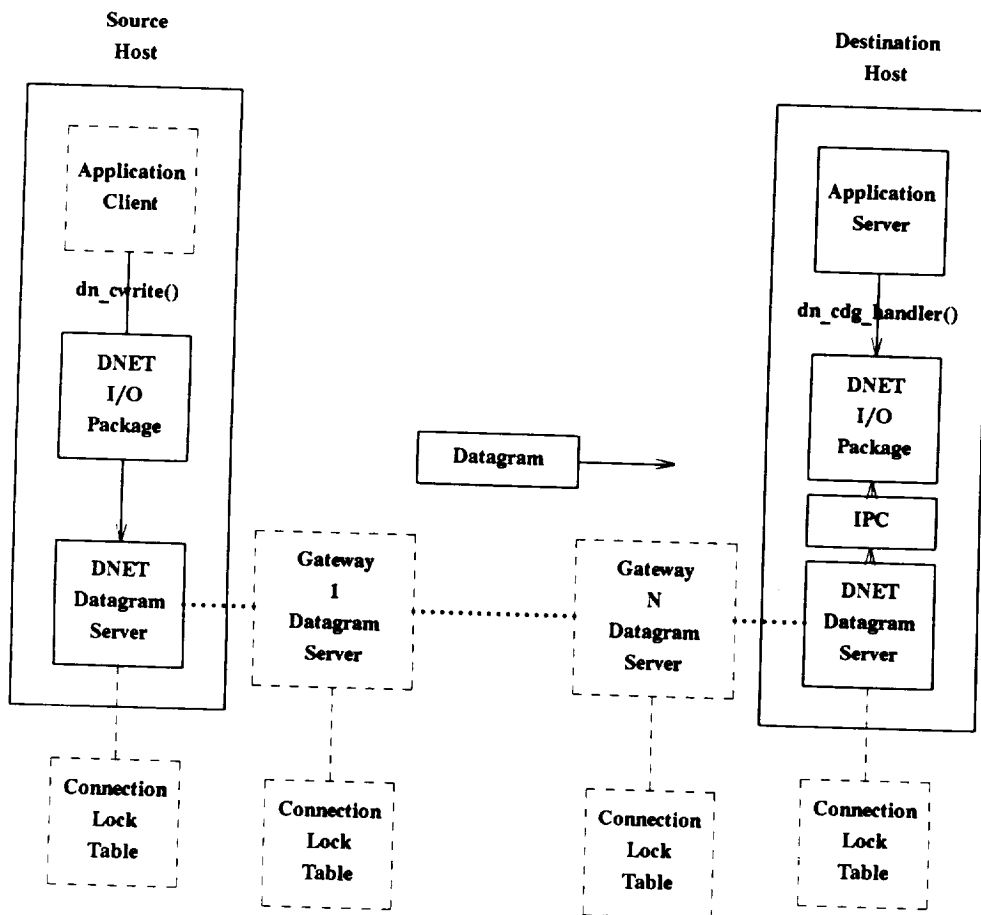 Source
Host
Destination
Host
Application
Client
Application
Server
dn_cwrite()
dn_cdg_handler()
DNET
I/O
Package
DNET
I/O
Package
Datagram
IPC
DNET
Datagram
Server
Gateway
1
Datagram
Server
Gateway
N
Datagram
Server
DNET
Datagram
Server
Connection
Lock
Table
Connection
Lock
Table
Connection
Lock
Table
Connection
Lock
Table